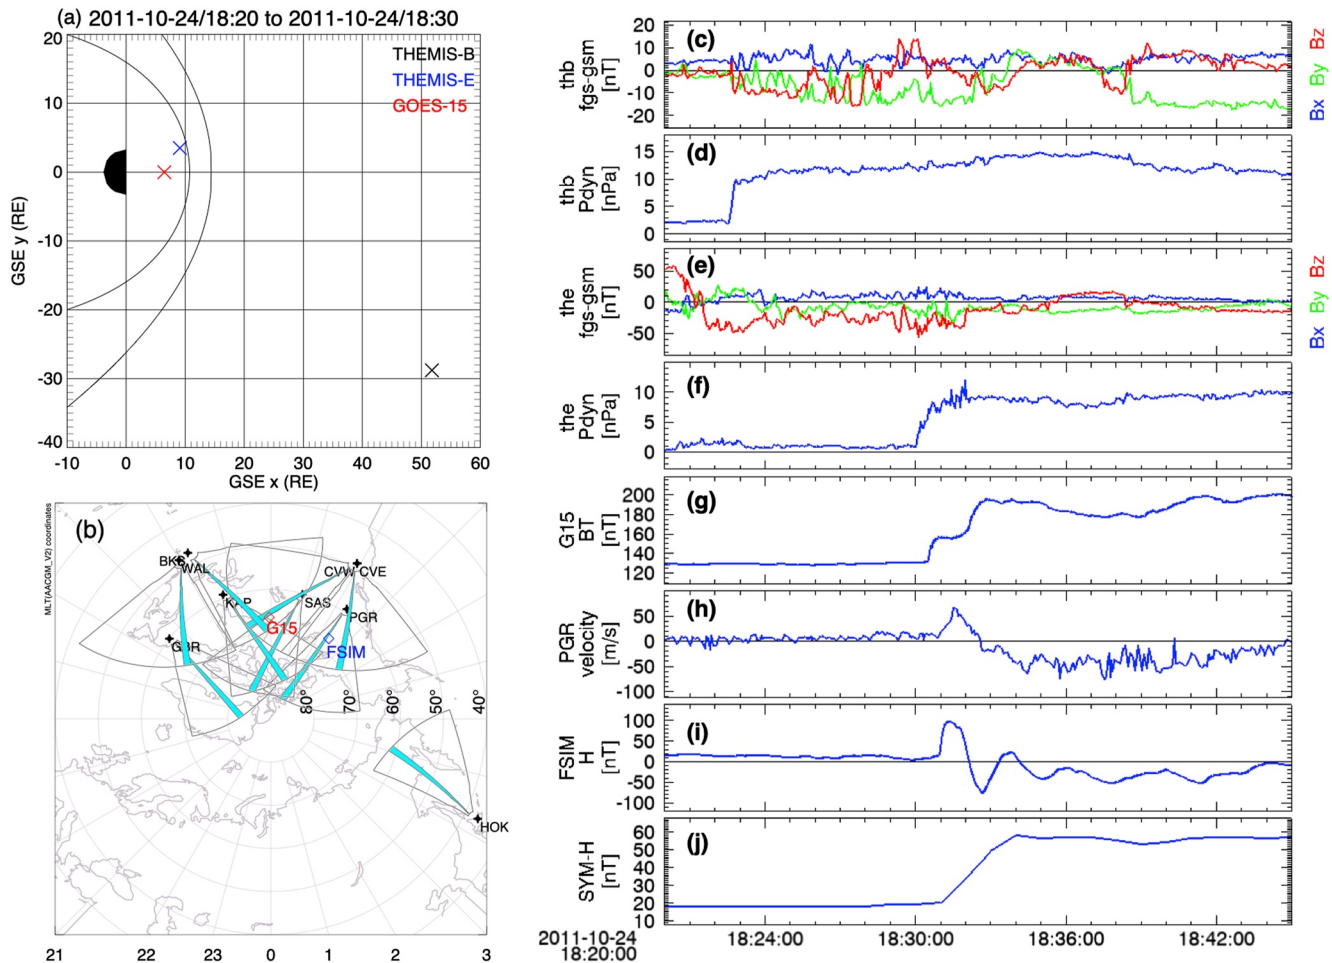 (a) 2011-10-24/18:20 to 2011-10-24/18:30
THEMIS-B
THEMIS-E
GOES-15
20
10
0
-10
-20
-30
-40
GSE y (RE)
-10 0 10 20 30 40 50 60
GSE x (RE)
(b)
MLT(AACGM_V2) coordinates
BKS
WAL
CVW CVE
KAP
SAS
PGR
G15
GBR
FSIM
80° 70° 60° 50° 40°
HOK
21 22 23 0 1 2 3
(c)
thb
fgs-gsm
[nT]
20
10
0
-10
-20
Bz
By
Bx
(d)
thb
Pdyn
[nPa]
15
10
5
0
(e)
the
fgs-gsm
[nT]
50
0
-50
Bz
By
Bx
(f)
the
Pdyn
[nPa]
10
5
0
(g)
G15
BT
[nT]
200
180
160
140
120
(h)
PGR
velocity
[m/s]
50
0
-50
-100
(i)
FSIM
H
[nT]
100
50
0
-50
-100
(j)
SYM-H
[nT]
60
50
40
30
20
10
2011-10-24
18:20:00
18:24:00 18:30:00 18:36:00 18:42:00